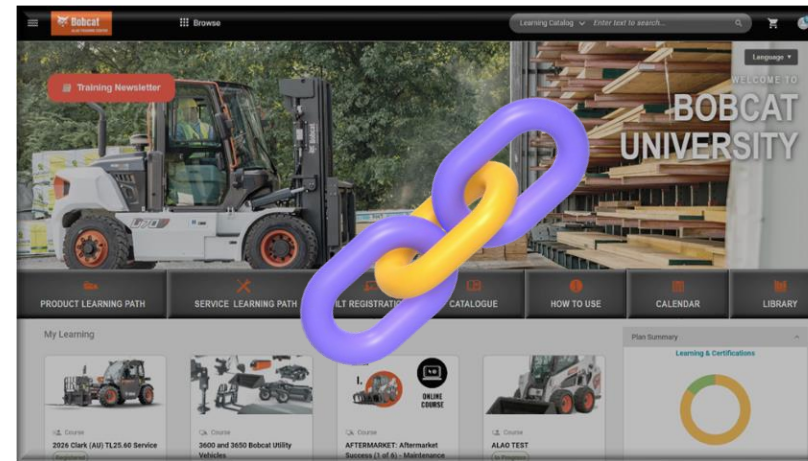 Bobcat
Browse
Learning Catalog
Enter text to search...
Language
Training Newsletter
WELCOME TO
BOBCAT
UNIVERSITY
PRODUCT LEARNING PATH
SERVICE LEARNING PATH
ILT REGISTRATION
CATALOGUE
HOW TO USE
CALENDAR
LIBRARY
My Learning
Plan Summary
Learning & Certifications
1.
ONLINE
COURSE
Course
2026 Clark (AU) TL25.60 Service
Registered
Course
3600 and 3650 Bobcat Utility
Vehicles
Course
AFTERMARKET: Aftermarket
Success (1 of 6) - Maintenance
Course
ALAO TEST
In Progress